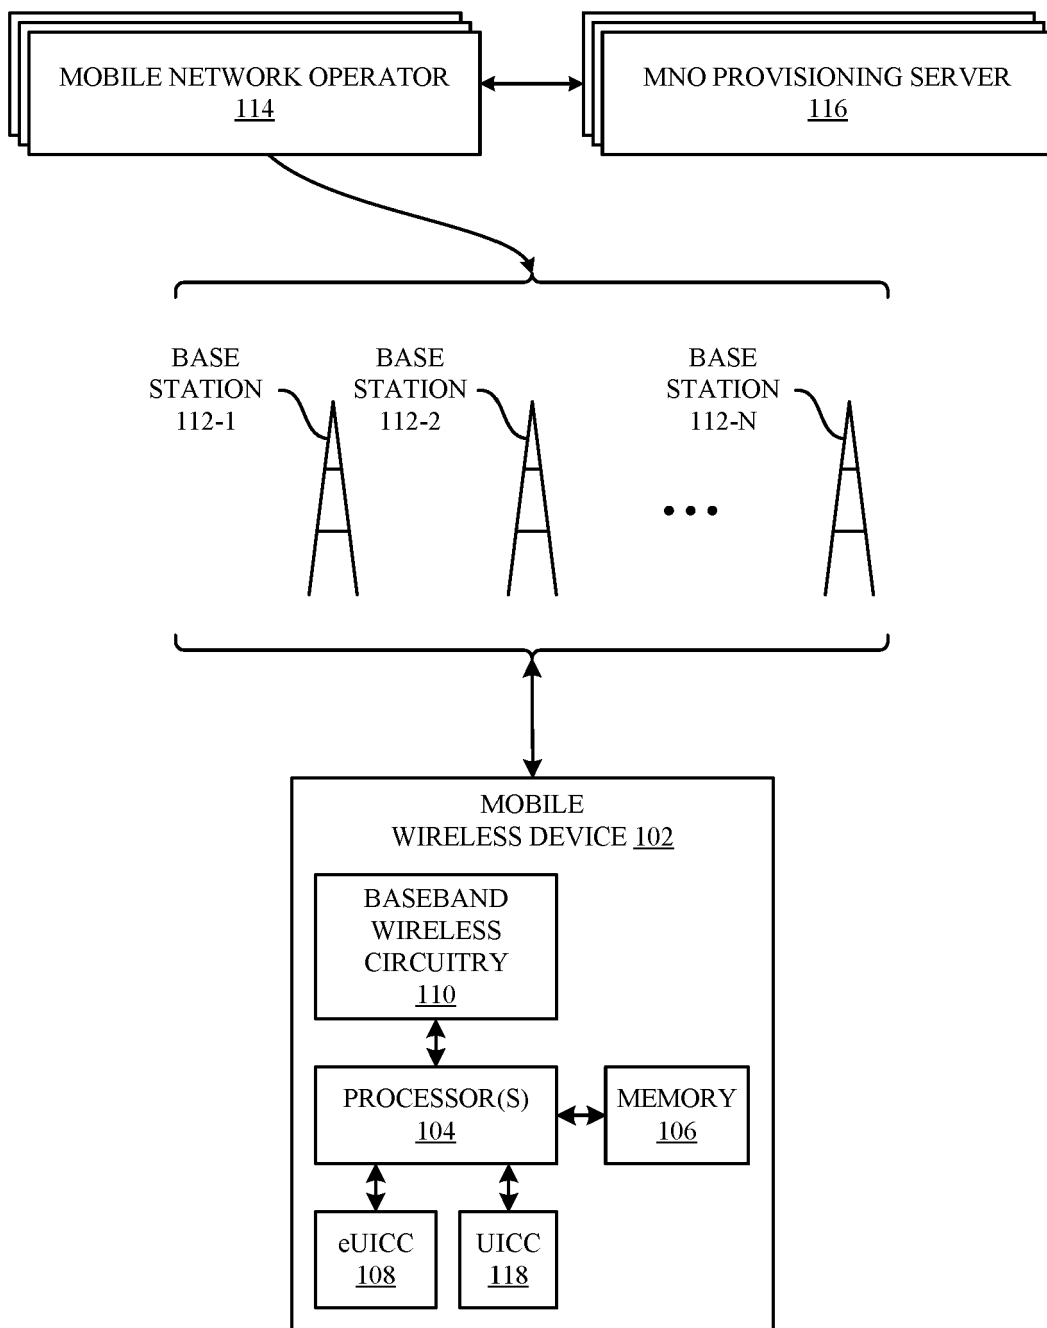 MOBILE NETWORK OPERATOR
114
MNO PROVISIONING SERVER
116
BASE
STATION
112-1
BASE
STATION
112-2
BASE
STATION
112-N
MOBILE
WIRELESS DEVICE 102
BASEBAND
WIRELESS
CIRCUITRY
110
PROCESSOR(S)
104
MEMORY
106
eUICC
108
UICC
118